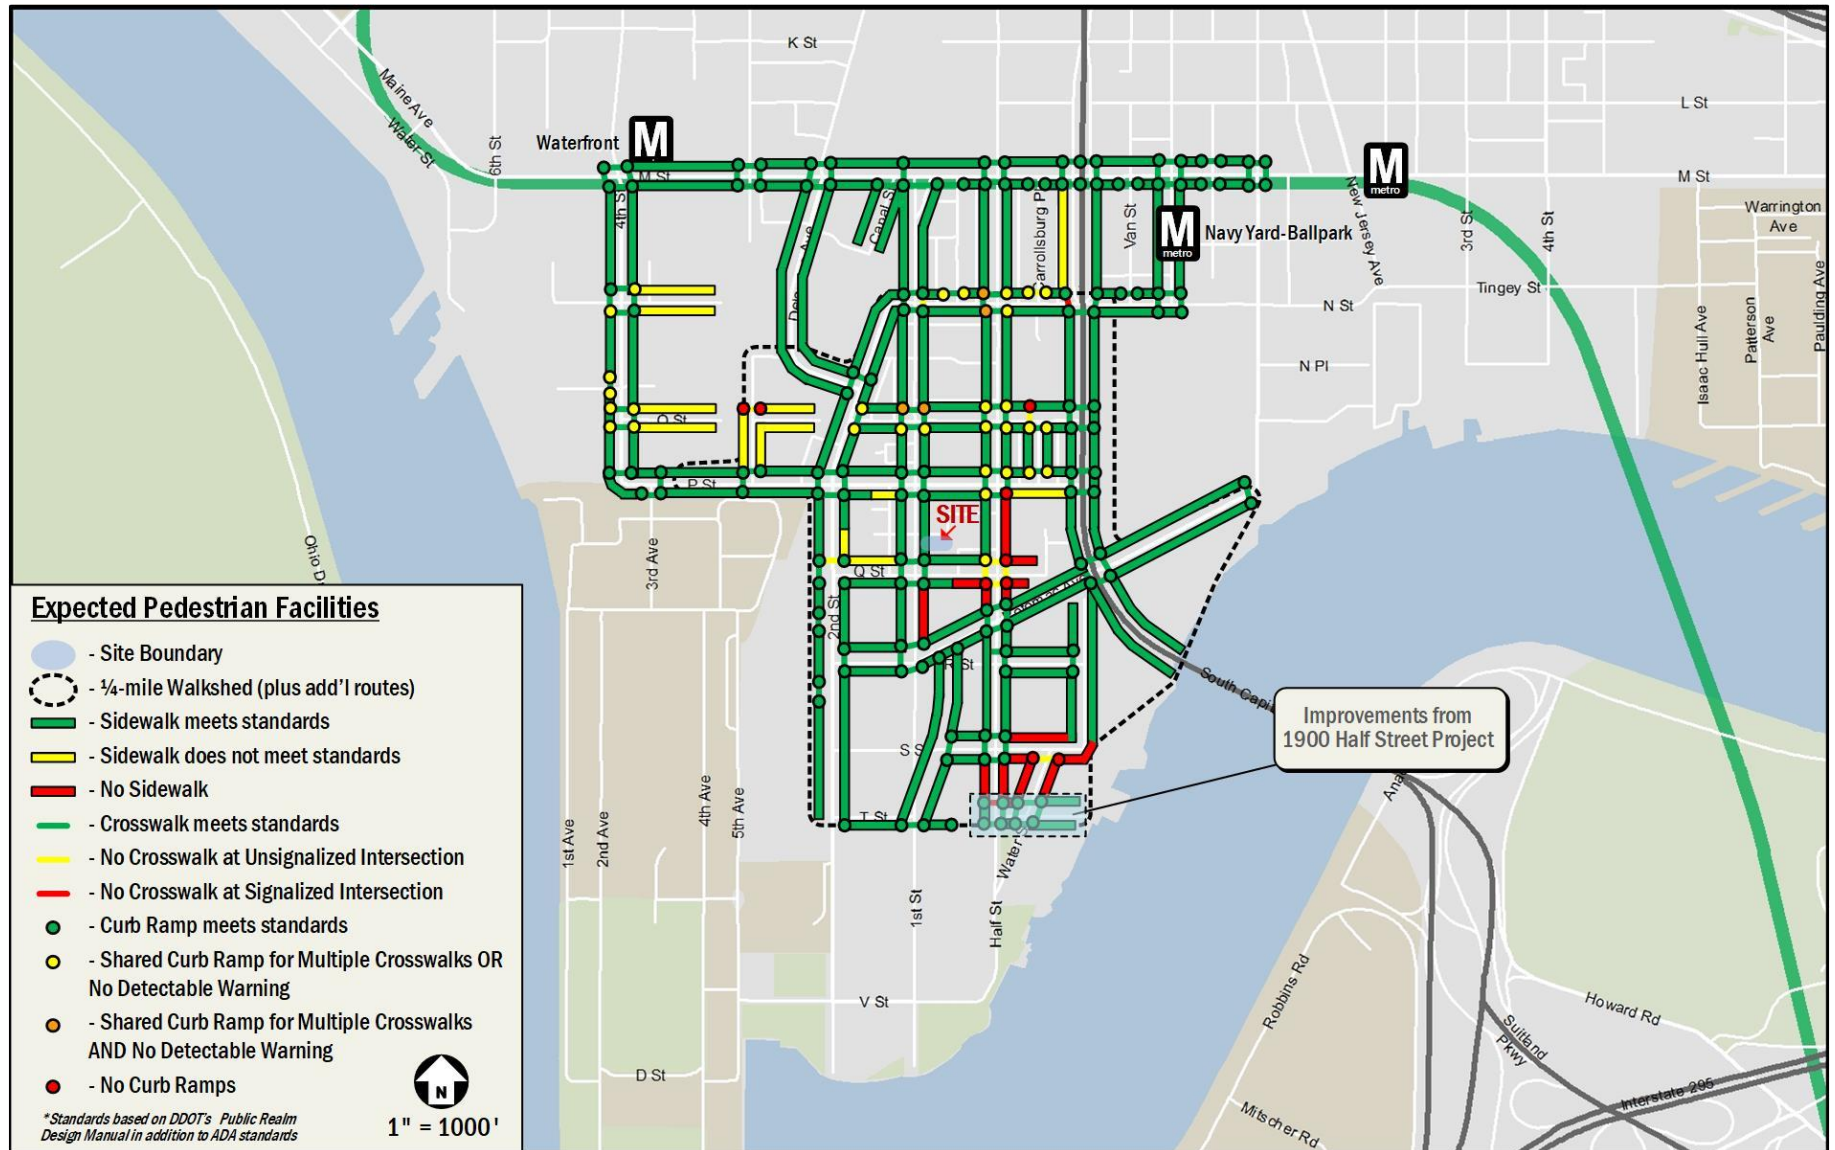 K St
Maine Ave
Water St
6th St
Waterfront
M
M St
4th St
Canal S
Carrollsburg P
Van St
M
metro
Navy Yard-Ballpark
M
metro
New Jersey Ave
L St
M St
3rd St
4th St
Warrington
Ave
Tingey St
N St
N Pl
Isaac Hull Ave
Patterson
Ave
Paulding Ave
O St
P St
SITE
Q St
2nd St
3rd Ave
Ohio D
R St
South Capi
S S
T St
Water S
Half St
1st St
1st Ave
2nd Ave
4th Ave
5th Ave
V St
D St
Improvements from
1900 Half Street Project
Ana
Robbins Rd
Howard Rd
Suitland
Pkwy
Interstate 295
Mitscher Rd
Expected Pedestrian Facilities
- Site Boundary
- ¼-mile Walkshed (plus add'l routes)
- Sidewalk meets standards
- Sidewalk does not meet standards
- No Sidewalk
- Crosswalk meets standards
- No Crosswalk at Unsignalized Intersection
- No Crosswalk at Signalized Intersection
- Curb Ramp meets standards
- Shared Curb Ramp for Multiple Crosswalks OR
No Detectable Warning
- Shared Curb Ramp for Multiple Crosswalks
AND No Detectable Warning
- No Curb Ramps
*Standards based on DDOT's Public Realm
Design Manual in addition to ADA standards
N
1" = 1000'